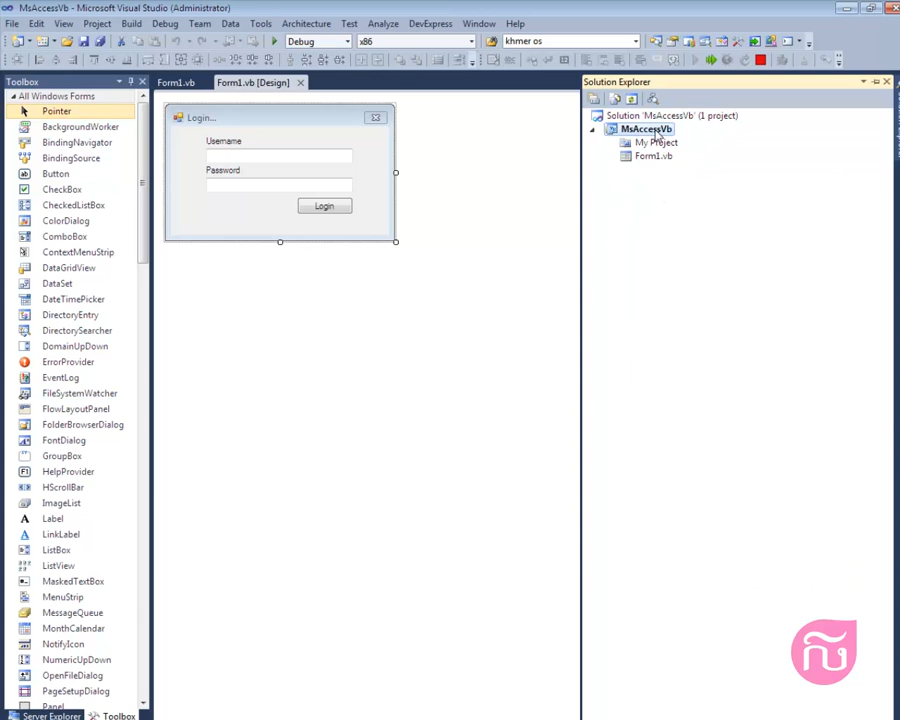 MsAccessVb - Microsoft Visual Studio (Administrator)
File Edit View Project Build Debug Team Data Tools Architecture Test Analyze DevExpress Window Help
Debug x86 khmer os
Toolbox
Form1.vb Form1.vb [Design]
Solution Explorer
All Windows Forms
Pointer
BackgroundWorker
BindingNavigator
BindingSource
Button
CheckBox
CheckedListBox
ColorDialog
ComboBox
ContextMenuStrip
DataGridView
DataSet
DateTimePicker
DirectoryEntry
DirectorySearcher
DomainUpDown
ErrorProvider
EventLog
FileSystemWatcher
FlowLayoutPanel
FolderBrowserDialog
FontDialog
GroupBox
HelpProvider
HScrollBar
ImageList
Label
LinkLabel
ListBox
ListView
MaskedTextBox
MenuStrip
MessageQueue
MonthCalendar
NotifyIcon
NumericUpDown
OpenFileDialog
PageSetupDialog
Panel
Server Explorer Toolbox
Login...
Username
Password
Login
Solution 'MsAccessVb' (1 project)
MsAccessVb
My Project
Form1.vb